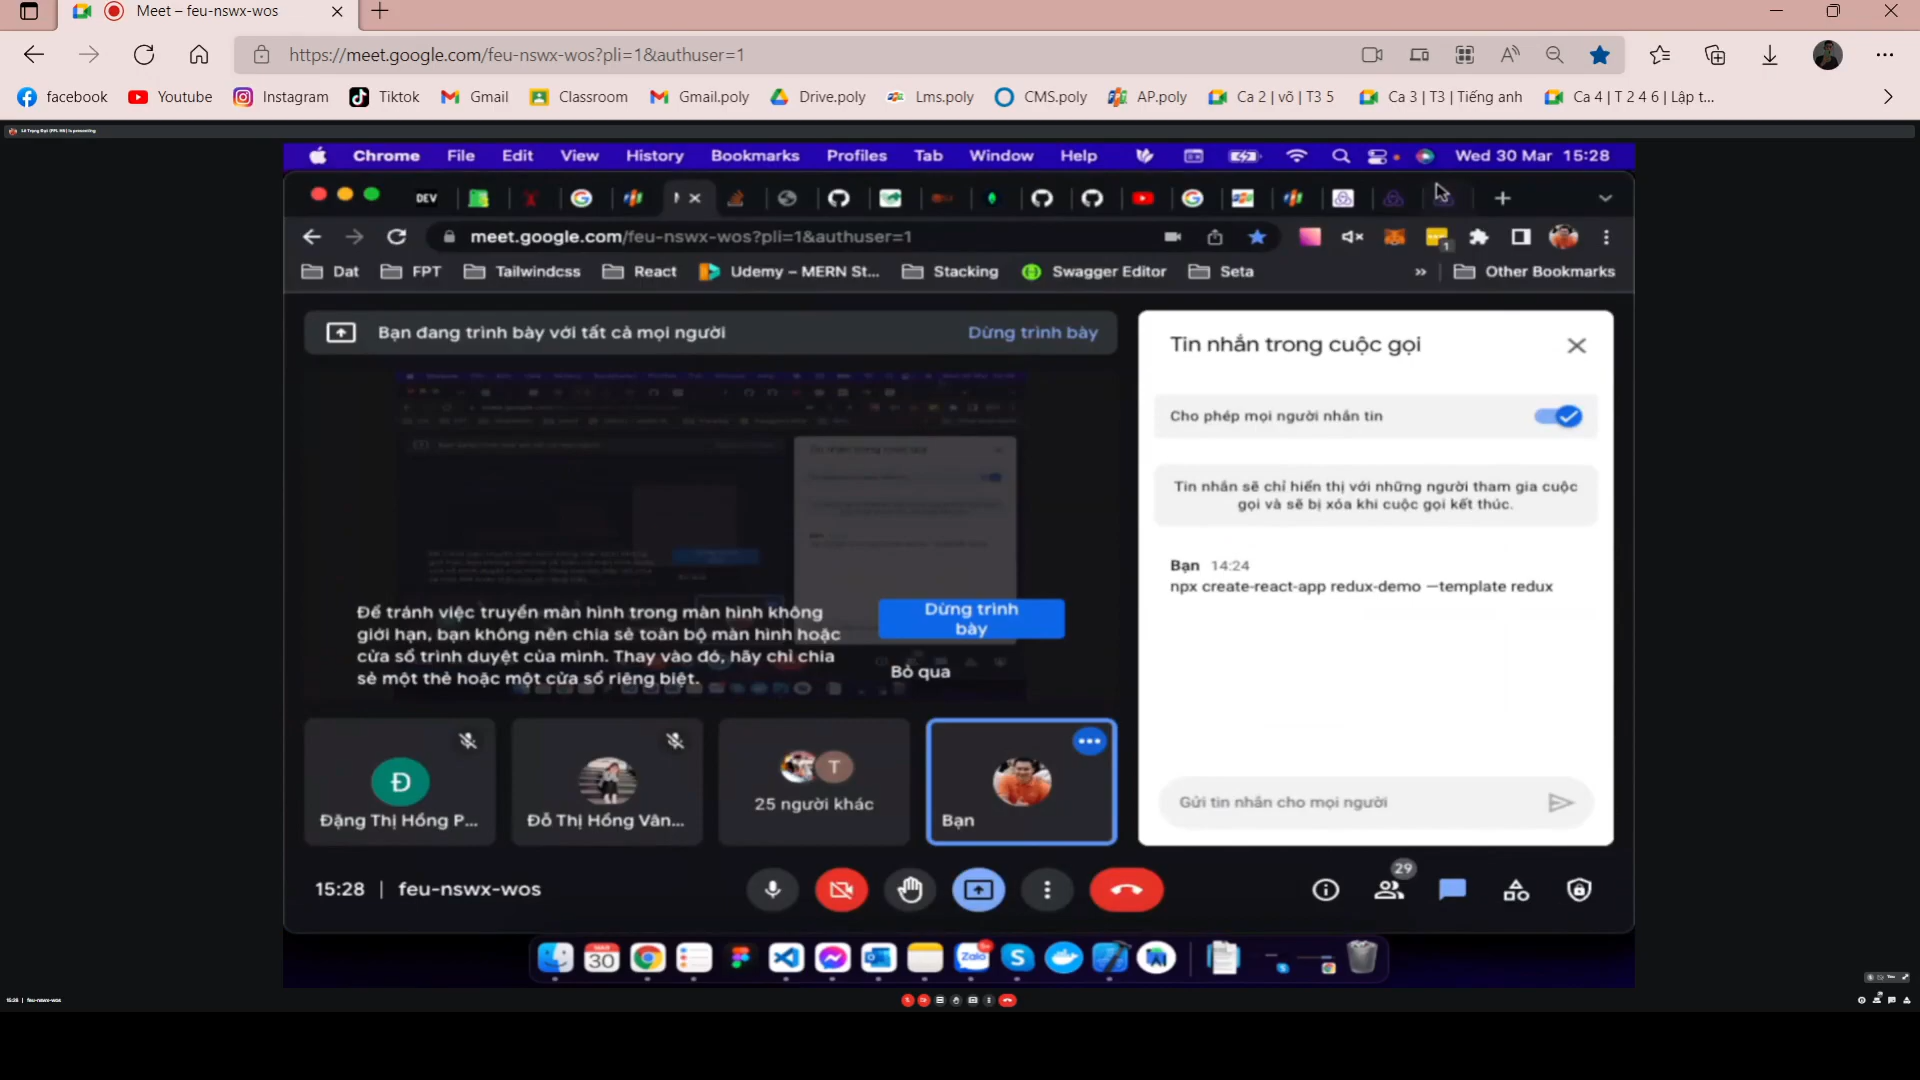 Meet – feu-nswx-wos
https://meet.google.com/feu-nswx-wos?pli=1&authuser=1
facebook Youtube Instagram Tiktok Gmail Classroom Gmail.poly Drive.poly Lms.poly CMS.poly AP.poly Ca 2 | võ | T3 5 Ca 3 | T3 | Tiếng anh Ca 4 | T 2 4 6 | Lập t...
Chrome File Edit View History Bookmarks Profiles Tab Window Help Wed 30 Mar 15:28
DEV
meet.google.com/feu-nswx-wos?pli=1&authuser=1
1
Dat FPT Tailwindcss React Udemy – MERN St... Stacking Swagger Editor Seta » Other Bookmarks
Bạn đang trình bày với tất cả mọi người Dừng trình bày
Tin nhắn trong cuộc gọi
Cho phép mọi người nhắn tin
Tin nhắn sẽ chỉ hiển thị với những người tham gia cuộc
gọi và sẽ bị xóa khi cuộc gọi kết thúc.
Bạn 14:24
npx create-react-app redux-demo —template redux
Để tránh việc truyền màn hình trong màn hình không
giới hạn, bạn không nên chia sẻ toàn bộ màn hình hoặc
cửa sổ trình duyệt của mình. Thay vào đó, hãy chỉ chia
sẻ một thẻ hoặc một cửa sổ riêng biệt.
Dừng trình
bày
Bỏ qua
Đ
Đặng Thị Hồng P...
Đỗ Thị Hồng Vân...
T
25 người khác
Bạn
Gửi tin nhắn cho mọi người
15:28 | feu-nswx-wos
29
MAR
30
Zalo
5+
15:28 | feu-nswx-wos